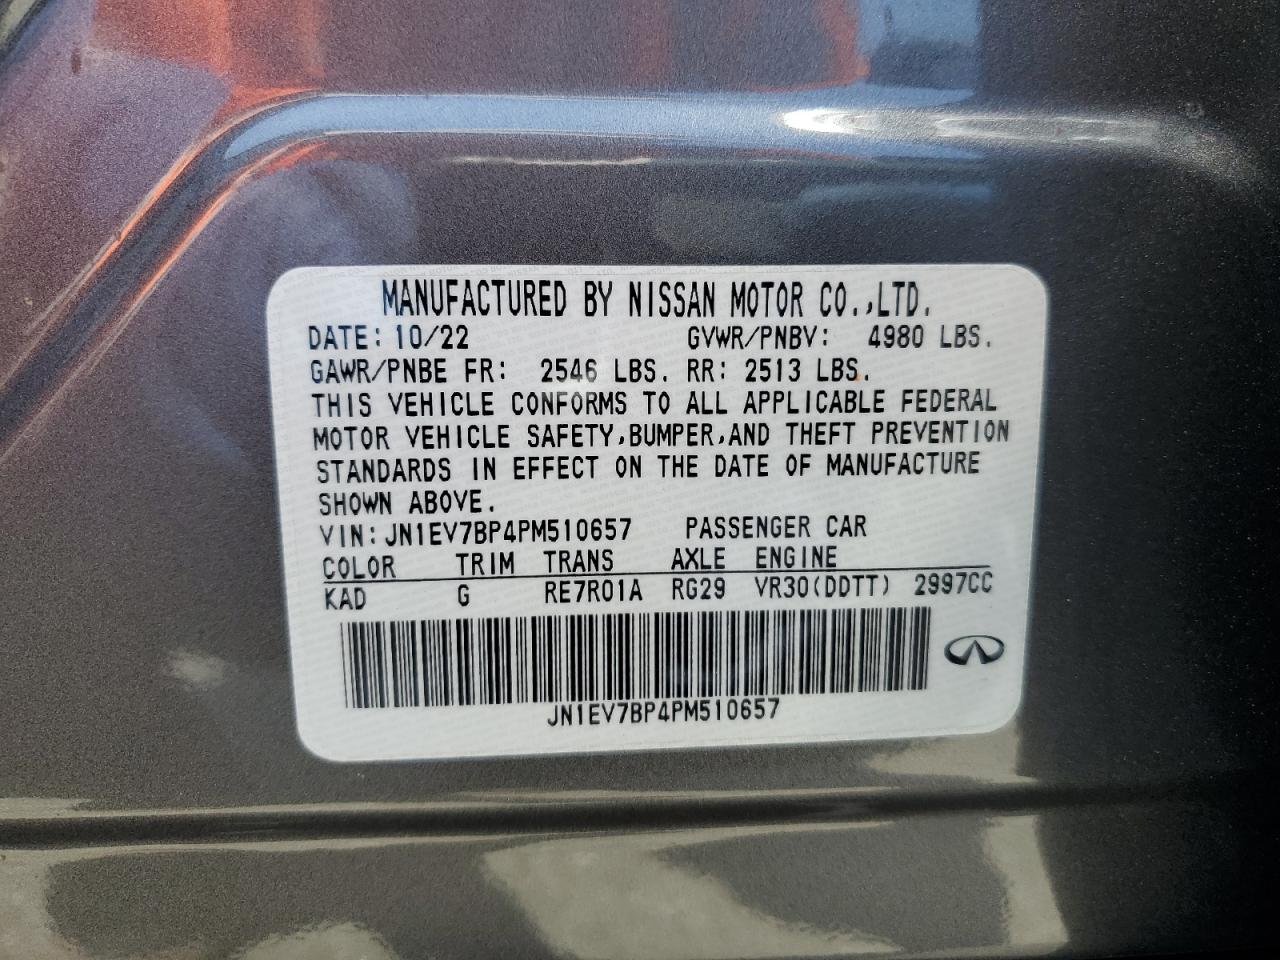 MANUFACTURED BY NISSAN MOTOR CO.,LTD.
DATE: 10/22 GVWR/PNBV: 4980 LBS.
GAWR/PNBE FR: 2546 LBS. RR: 2513 LBS.
THIS VEHICLE CONFORMS TO ALL APPLICABLE FEDERAL
MOTOR VEHICLE SAFETY,BUMPER,AND THEFT PREVENTION
STANDARDS IN EFFECT ON THE DATE OF MANUFACTURE
SHOWN ABOVE.
VIN:JN1EV7BP4PM510657 PASSENGER CAR
COLOR TRIM TRANS AXLE ENGINE
KAD G RE7R01A RG29 VR30(DDTT) 2997CC
JN1EV7BP4PM510657